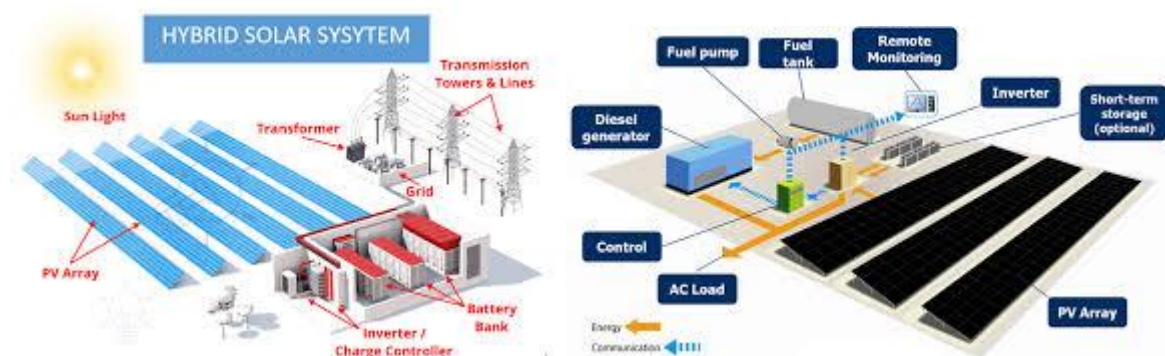 HYBRID SOLAR SYSYTEM
Sun Light
Transmission
Towers & Lines
Transformer
Grid
PV Array
Battery
Bank
Inverter /
Charge Controller
Fuel pump
Fuel
tank
Remote
Monitoring
Inverter
Short-term
storage
(optional)
Diesel
generator
Control
AC Load
PV Array
Energy
Communication